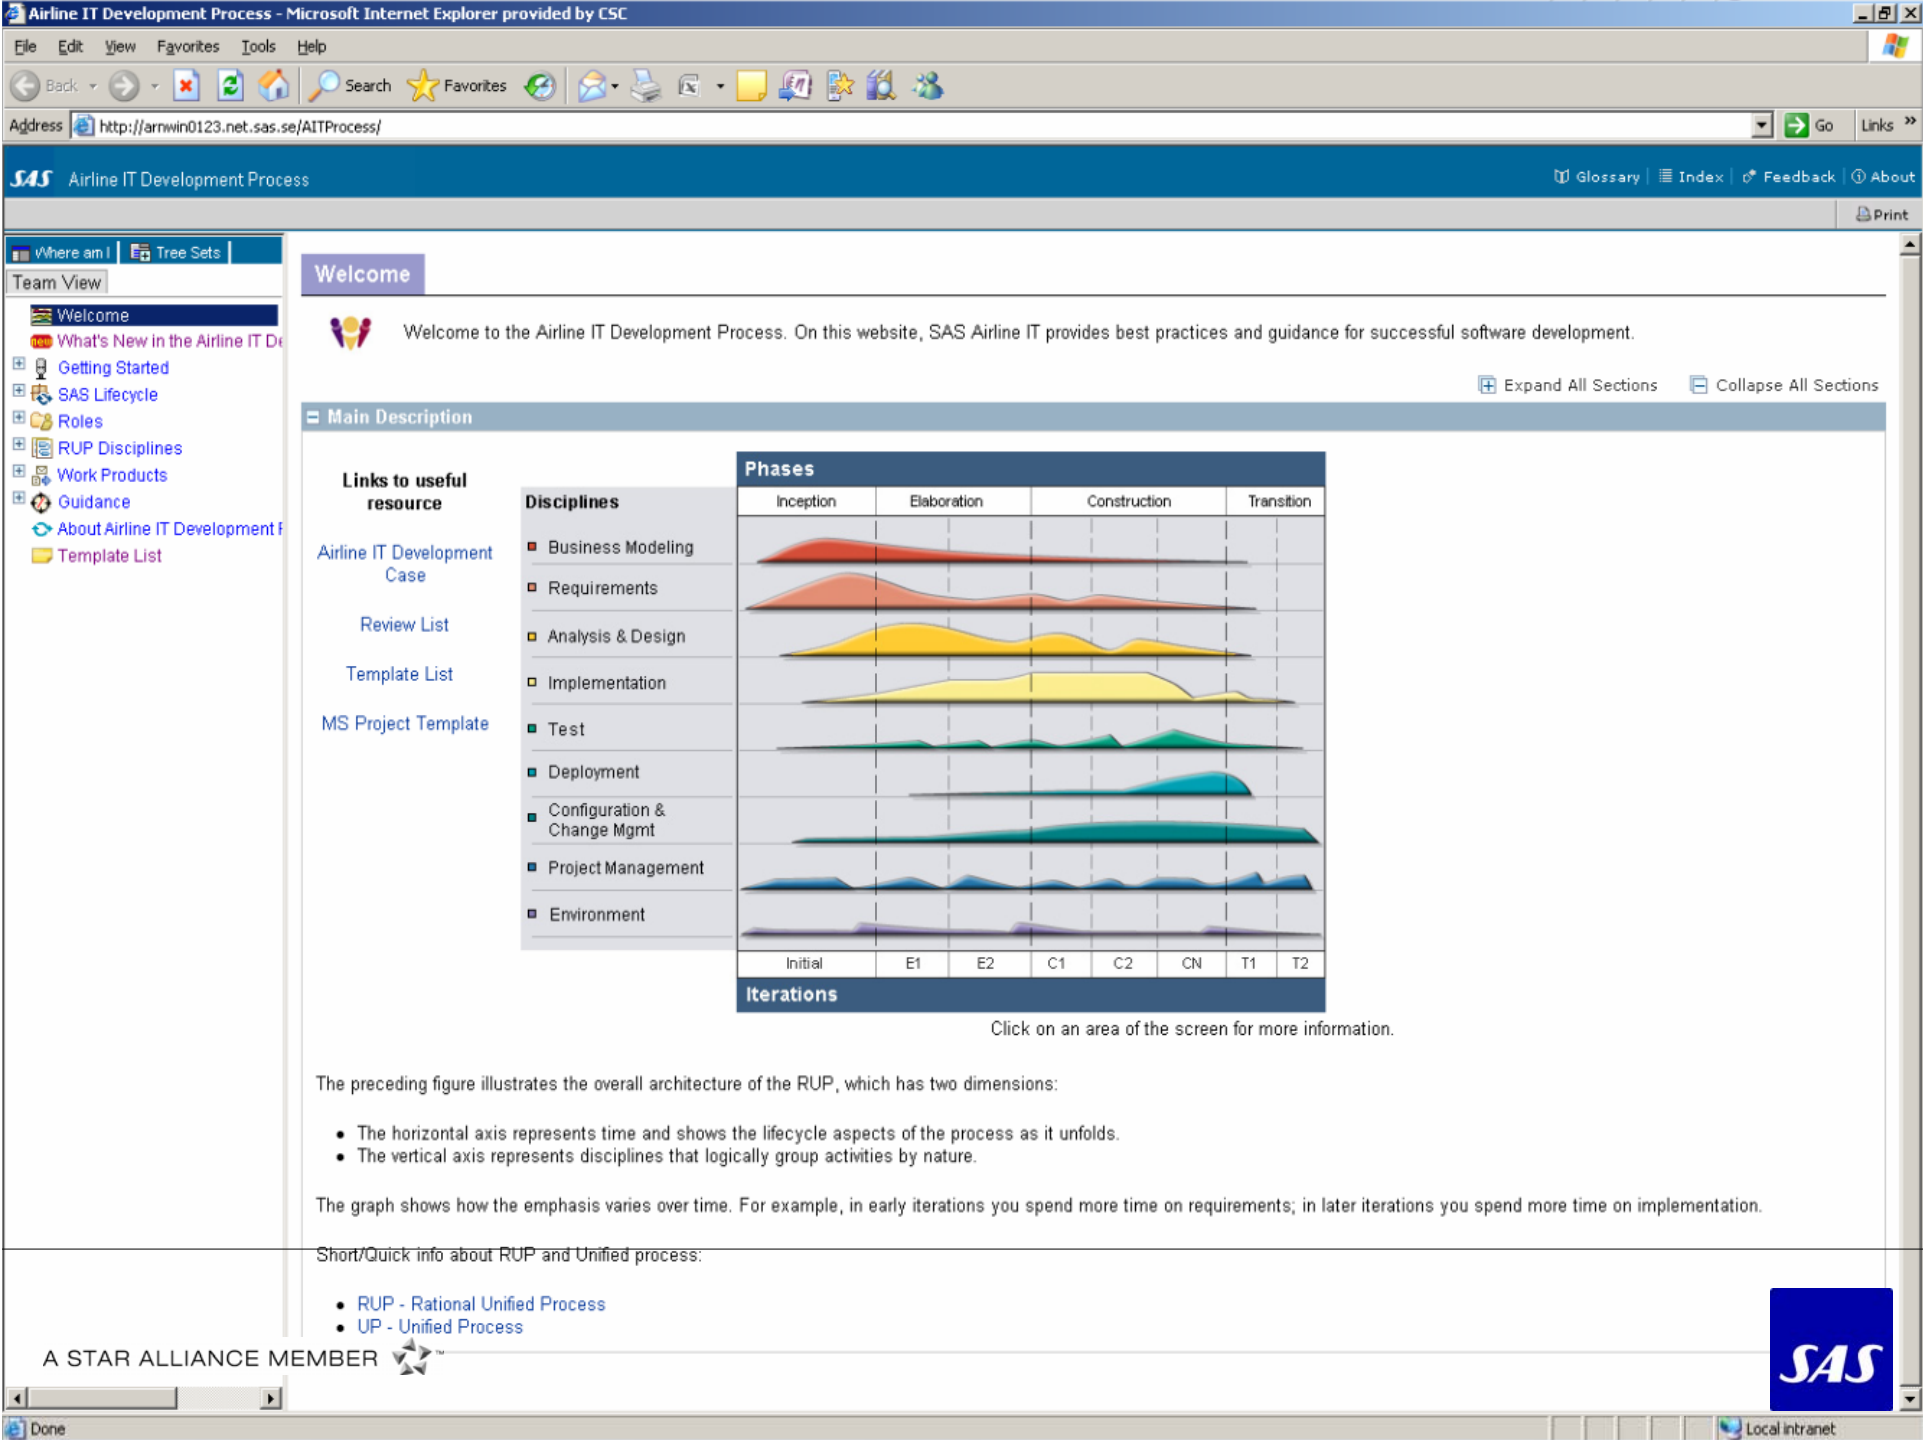 Airline IT Development Process - Microsoft Internet Explorer provided by CSC
File Edit View Favorites Tools Help
Back Search Favorites
Address http://arnwin0123.net.sas.se/AITProcess/ Go Links »
SAS Airline IT Development Process Glossary Index Feedback About
Print
Where am I Tree Sets
Team View
Welcome
What's New in the Airline IT De
Getting Started
SAS Lifecycle
Roles
RUP Disciplines
Work Products
Guidance
About Airline IT Development
Template List
Welcome
Welcome to the Airline IT Development Process. On this website, SAS Airline IT provides best practices and guidance for successful software development.
Expand All Sections Collapse All Sections
Main Description
Links to useful
resource
Airline IT Development
Case
Review List
Template List
MS Project Template
Phases
Disciplines Inception Elaboration Construction Transition
Business Modeling
Requirements
Analysis & Design
Implementation
Test
Deployment
Configuration &
Change Mgmt
Project Management
Environment
Initial E1 E2 C1 C2 CN T1 T2
Iterations
Click on an area of the screen for more information.
The preceding figure illustrates the overall architecture of the RUP, which has two dimensions:
• The horizontal axis represents time and shows the lifecycle aspects of the process as it unfolds.
• The vertical axis represents disciplines that logically group activities by nature.
The graph shows how the emphasis varies over time. For example, in early iterations you spend more time on requirements; in later iterations you spend more time on implementation.
Short/Quick info about RUP and Unified process:
• RUP - Rational Unified Process
• UP - Unified Process
A STAR ALLIANCE MEMBER ™
SAS
Done Local intranet